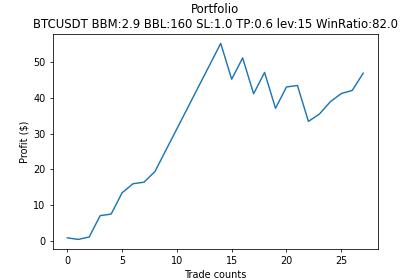 Portfolio
BTCUSDT BBM:2.9 BBL:160 SL:1.0 TP:0.6 lev:15 WinRatio:82.0
50
40
30
20
10
0
Profit ($)
0 5 10 15 20 25
Trade counts